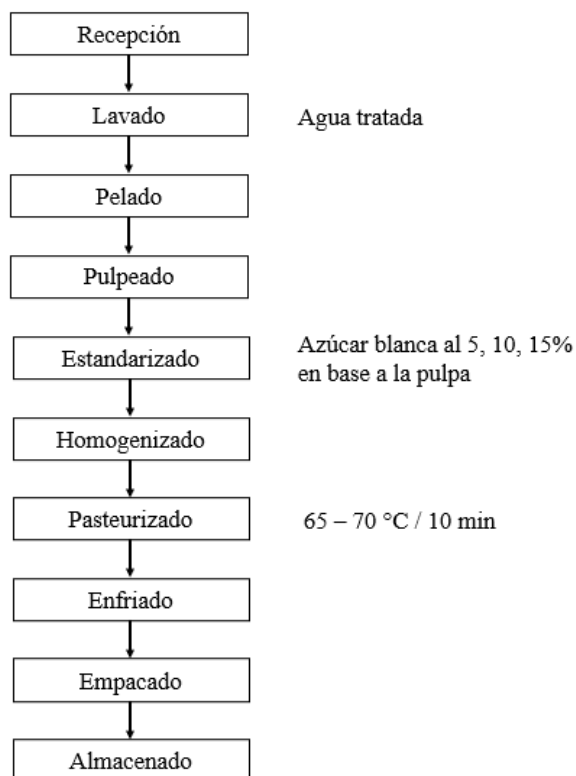 Recepción
Lavado
Agua tratada
Pelado
Pulpeado
Estandarizado
Azúcar blanca al 5, 10, 15%
en base a la pulpa
Homogenizado
Pasteurizado
65 – 70 °C / 10 min
Enfriado
Empacado
Almacenado